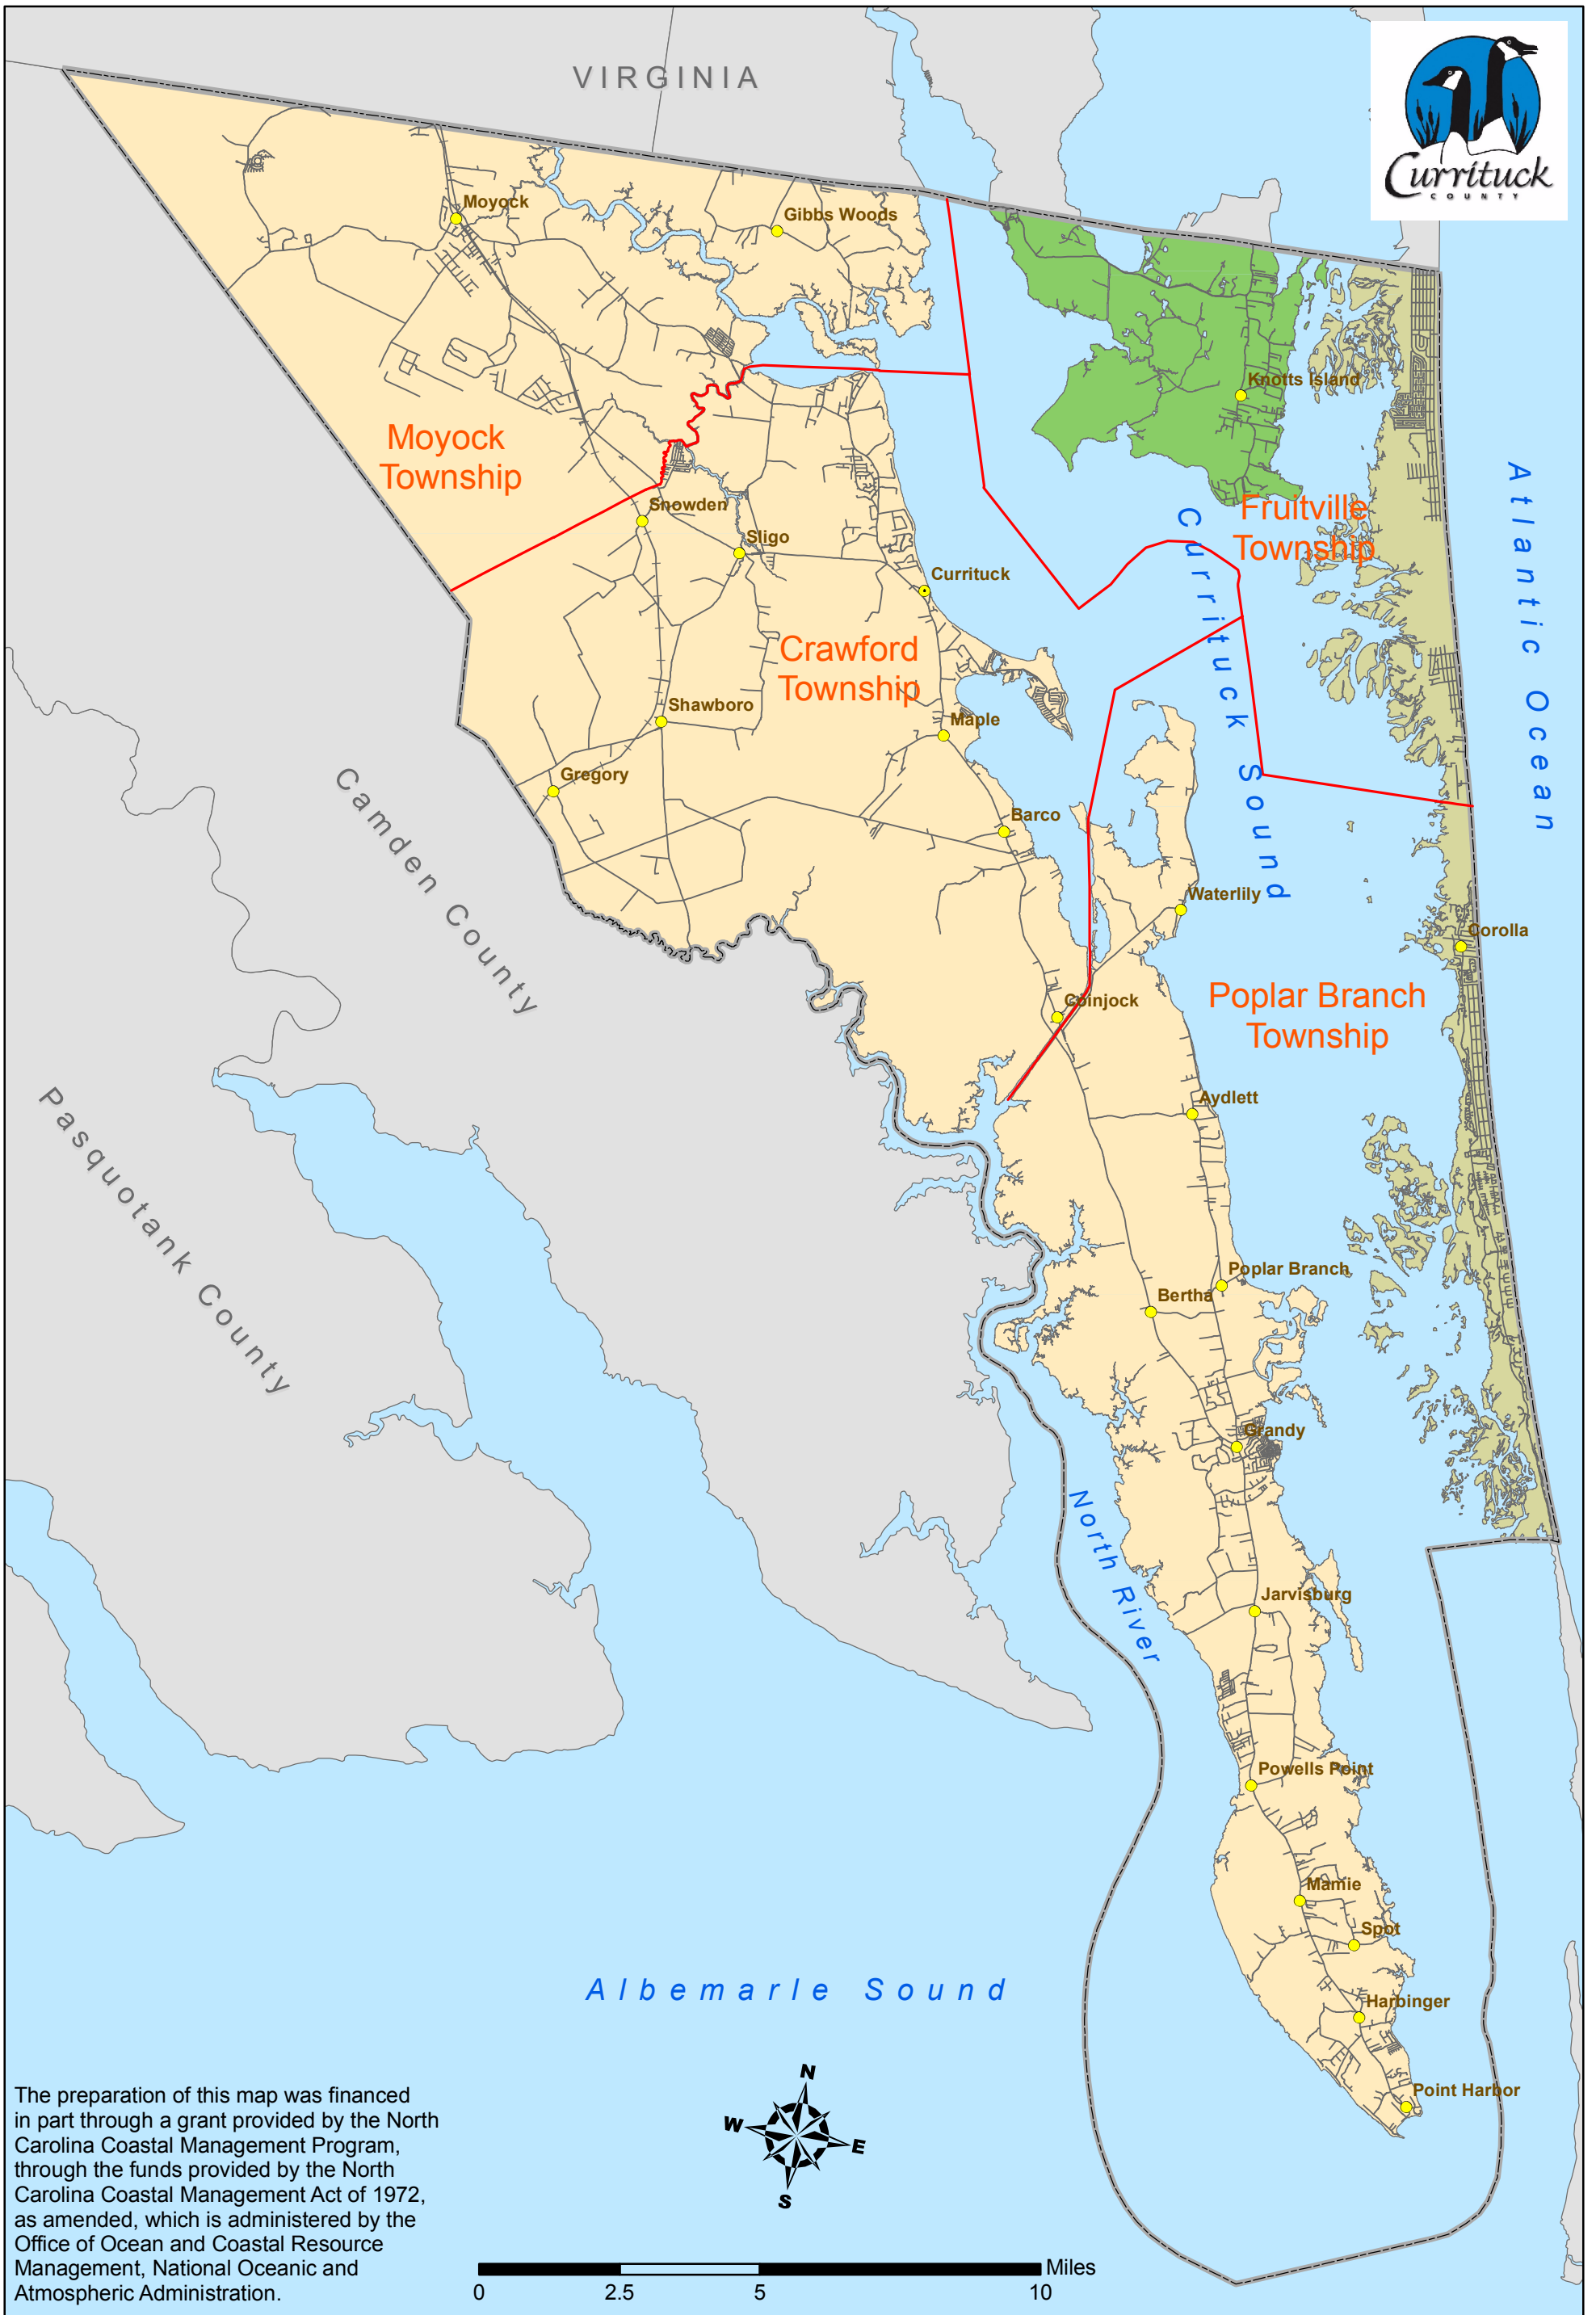 VIRGINIA
Currituck
COUNTY
Moyock
Gibbs Woods
Knotts Island
Moyock
Township
Snowden
Sligo
Fruitville
Township
Currituck
Crawford
Township
Currituck Sound
Atlantic Ocean
Shawboro
Maple
Gregory
Barco
Camden County
Waterlily
Corolla
Coinjock
Poplar Branch
Township
Aydlett
Pasquotank County
Poplar Branch
Bertha
Grandy
North River
Jarvisburg
Powells Point
Mamie
Spot
Albemarle Sound
Harbinger
Point Harbor
N
W
E
S
The preparation of this map was financed
in part through a grant provided by the North
Carolina Coastal Management Program,
through the funds provided by the North
Carolina Coastal Management Act of 1972,
as amended, which is administered by the
Office of Ocean and Coastal Resource
Management, National Oceanic and
Atmospheric Administration.
Miles
0 2.5 5 10